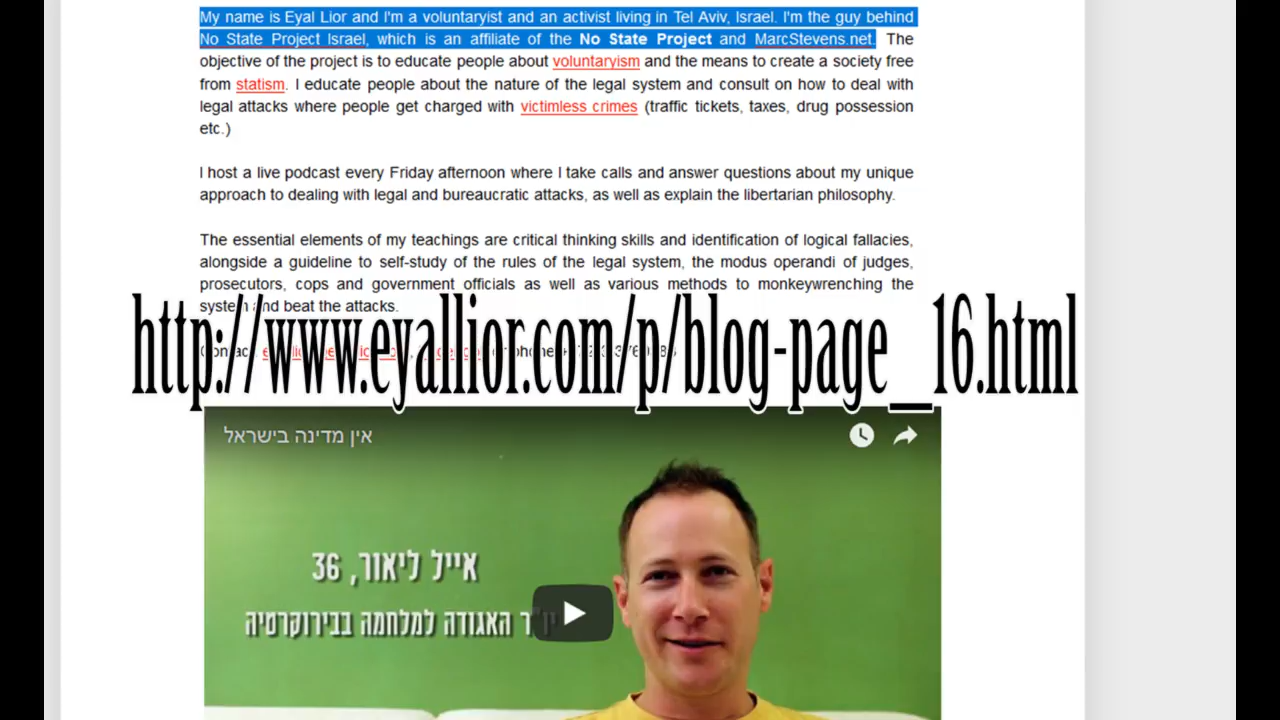 My name is Eyal Lior and I'm a voluntaryist and an activist living in Tel Aviv, Israel. I'm the guy behind
No State Project Israel, which is an affiliate of the No State Project and MarcStevens.net. The
objective of the project is to educate people about voluntaryism and the means to create a society free
from statism. I educate people about the nature of the legal system and consult on how to deal with
legal attacks where people get charged with victimless crimes (traffic tickets, taxes, drug possession
etc.)
I host a live podcast every Friday afternoon where I take calls and answer questions about my unique
approach to dealing with legal and bureaucratic attacks, as well as explain the libertarian philosophy.
The essential elements of my teachings are critical thinking skills and identification of logical fallacies,
alongside a guideline to self-study of the rules of the legal system, the modus operandi of judges,
prosecutors, cops and government officials as well as various methods to monkeywrenching the
system and beat the attacks.
http://www.eyallior.com/p/blog-page_16.html
אין מדינה בישראל
אייל ליאור, 36
יו"ר האגודה למלחמה בבירוקרטיה